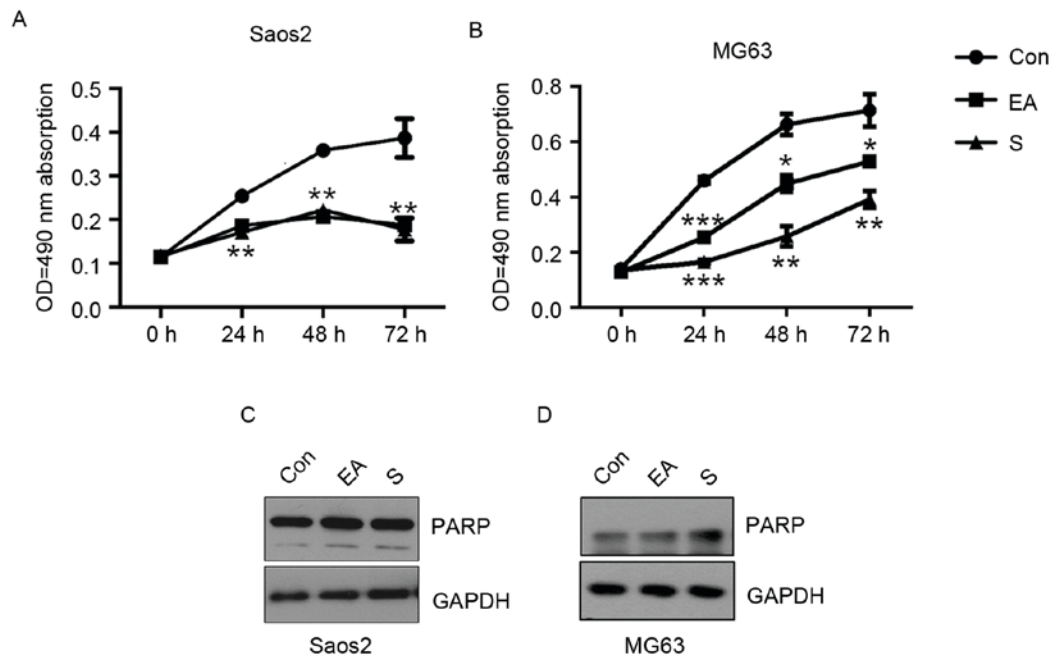 A
Saos2
OD=490 nm absorption
0.5
0.4
0.3
0.2
0.1
0.0
**
**
**
0 h
24 h
48 h
72 h
B
MG63
OD=490 nm absorption
0.8
0.6
0.4
0.2
0.0
***
*
*
***
**
**
0 h
24 h
48 h
72 h
Con
EA
S
C
Con
EA
S
PARP
GAPDH
Saos2
D
Con
EA
S
PARP
GAPDH
MG63